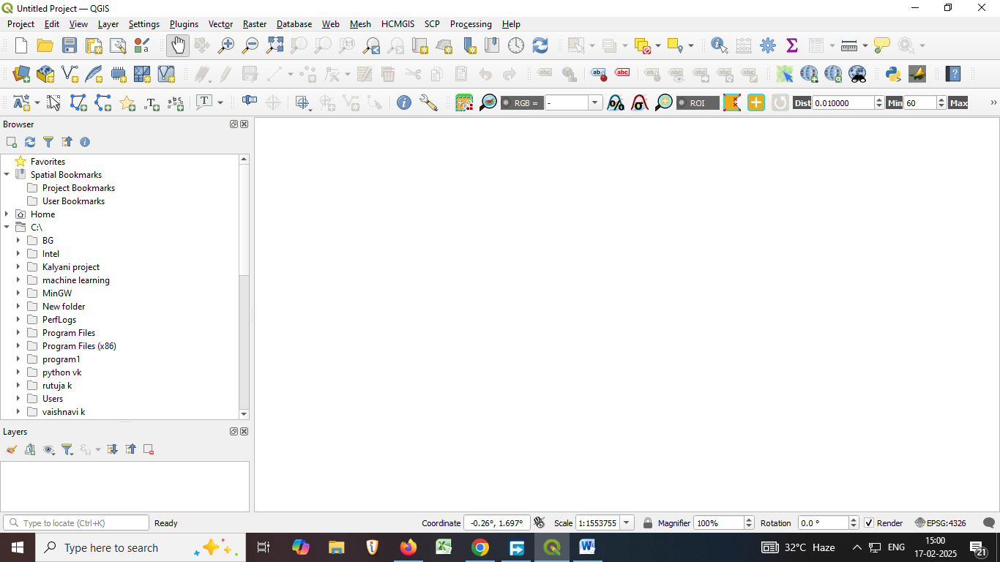 Untitled Project — QGIS
Project Edit View Layer Settings Plugins Vector Raster Database Web Mesh HCMGIS SCP Processing Help
RGB = - ROI Dist 0.010000 Min 60 Max
Browser
Favorites
Spatial Bookmarks
Project Bookmarks
User Bookmarks
Home
C:\
BG
Intel
Kalyani project
machine learning
MinGW
New folder
PerfLogs
Program Files
Program Files (x86)
program1
python vk
rutuja k
Users
vaishnavi k
Layers
Type to locate (Ctrl+K) Ready Coordinate -0.26°, 1.697° Scale 1:1553755 Magnifier 100% Rotation 0.0 ° Render EPSG:4326
Type here to search 32°C Haze ENG 15:00
17-02-2025 21